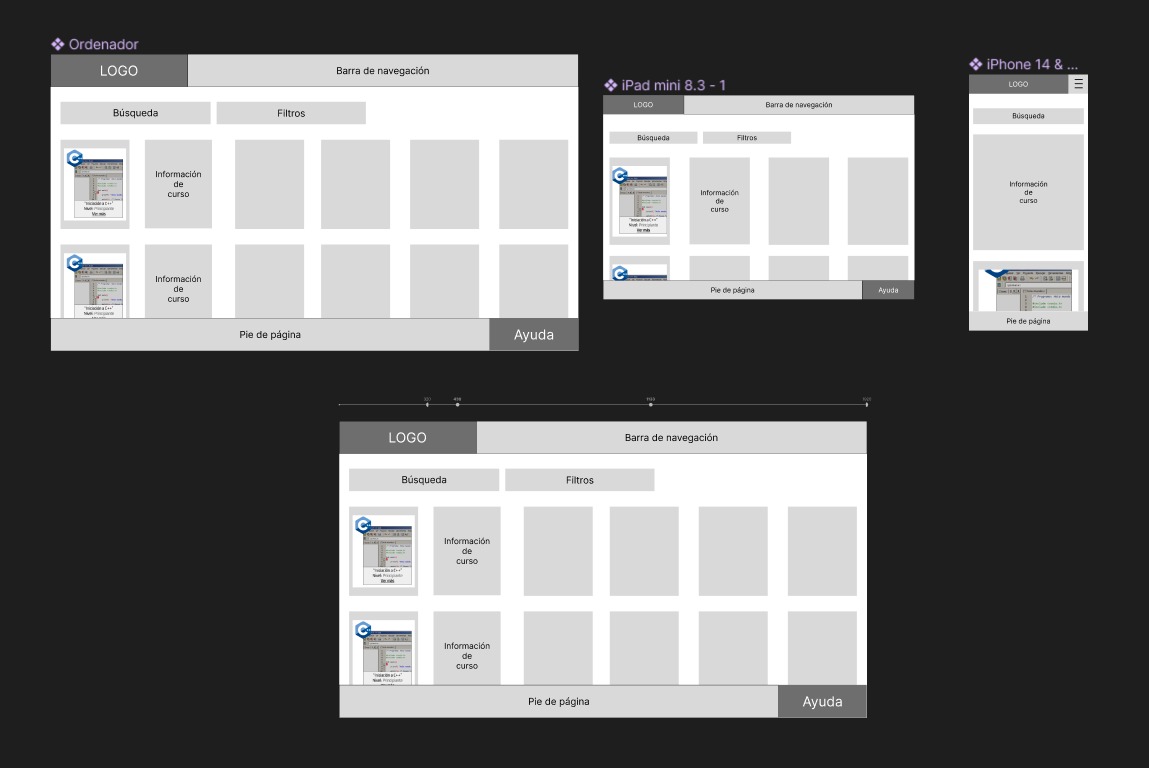 Ordenador
LOGO
Barra de navegación
Búsqueda
Filtros
"Iniciación a C++"
Nivel: Principiante
Ver más
Información
de
curso
"Iniciación a C++"
Nivel: Principiante
Información
de
curso
Pie de página
Ayuda
iPad mini 8.3 - 1
LOGO
Barra de navegación
Búsqueda
Filtros
"Iniciación a C++"
Nivel: Principiante
Ver más
Información
de
curso
Pie de página
Ayuda
iPhone 14 & ...
LOGO
Búsqueda
Información
de
curso
Pie de página
LOGO
Barra de navegación
Búsqueda
Filtros
"Iniciación a C++"
Nivel: Principiante
Ver más
Información
de
curso
"Iniciación a C++"
Nivel: Principiante
Información
de
curso
Pie de página
Ayuda